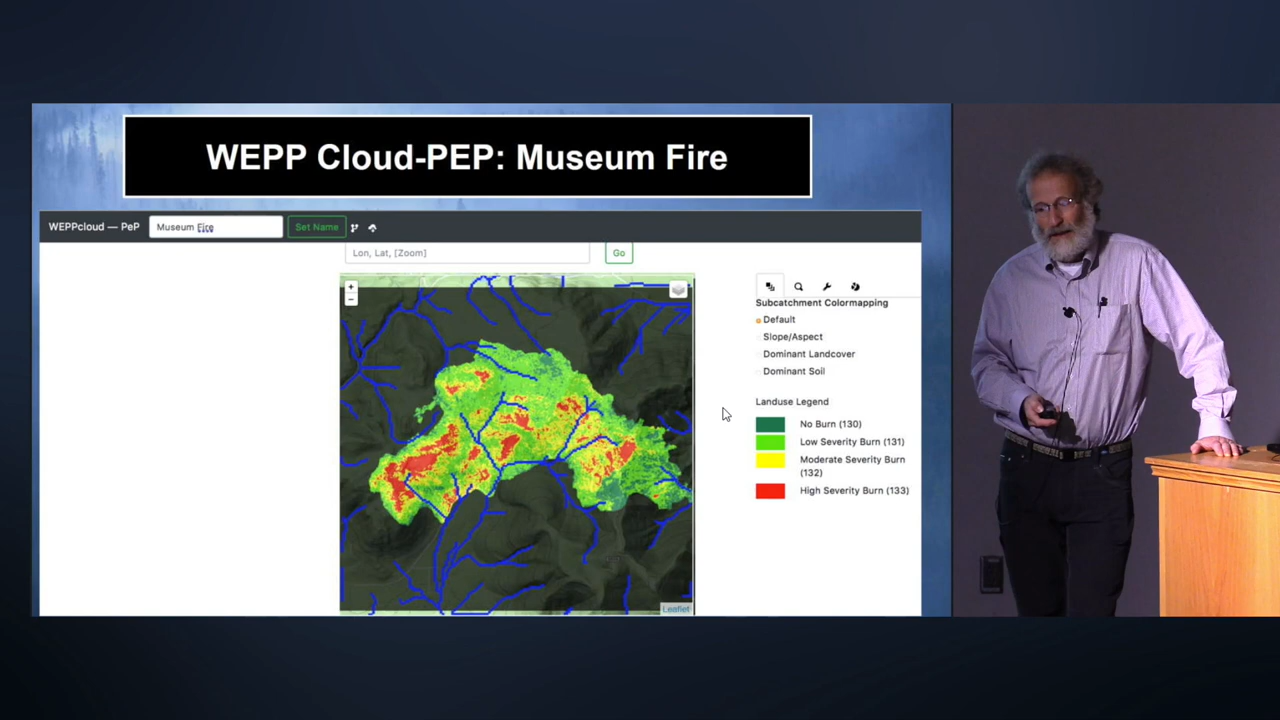 WEPP Cloud-PEP: Museum Fire
WEPPcloud — PeP
Museum Fire
Set Name
Lon, Lat, [Zoom]
Go
+
−
Subcatchment Colormapping
Default
Slope/Aspect
Dominant Landcover
Dominant Soil
Landuse Legend
No Burn (130)
Low Severity Burn (131)
Moderate Severity Burn
(132)
High Severity Burn (133)
Leaflet